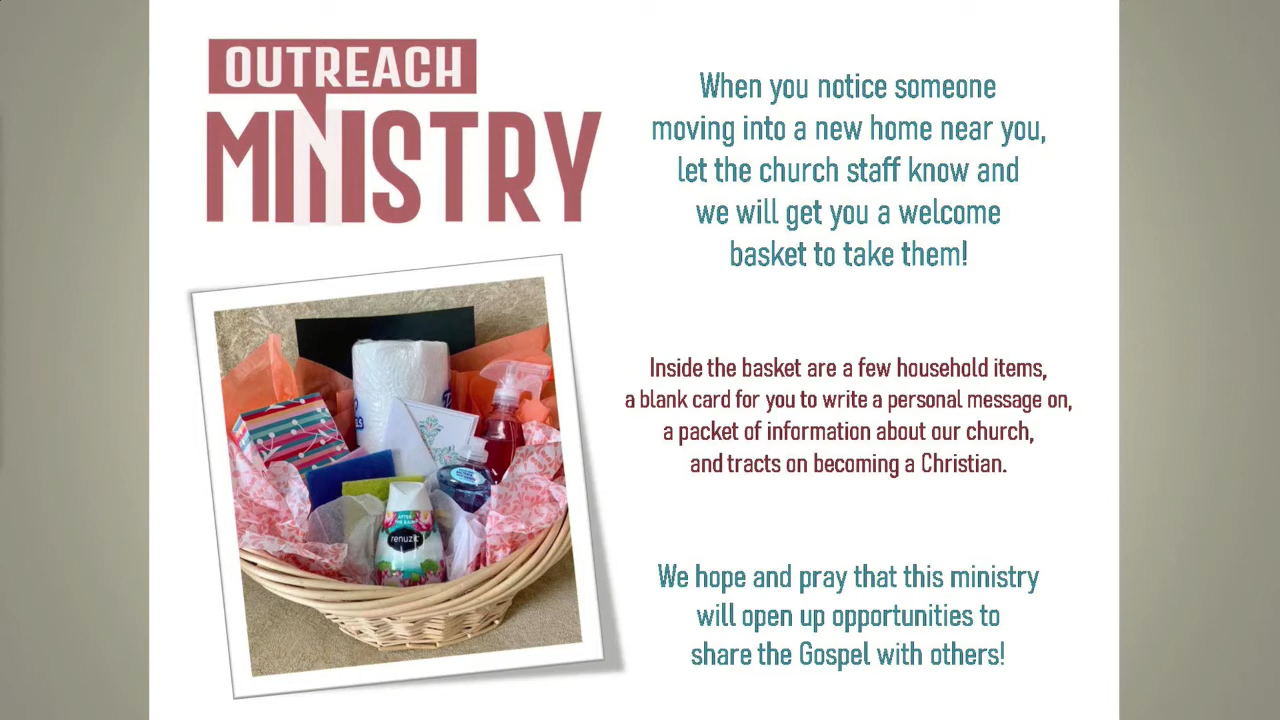 OUTREACH
MINISTRY
When you notice someone
moving into a new home near you,
let the church staff know and
we will get you a welcome
basket to take them!
Inside the basket are a few household items,
a blank card for you to write a personal message on,
a packet of information about our church,
and tracts on becoming a Christian.
We hope and pray that this ministry
will open up opportunities to
share the Gospel with others!
AFTER
THE RAIN
renuzit